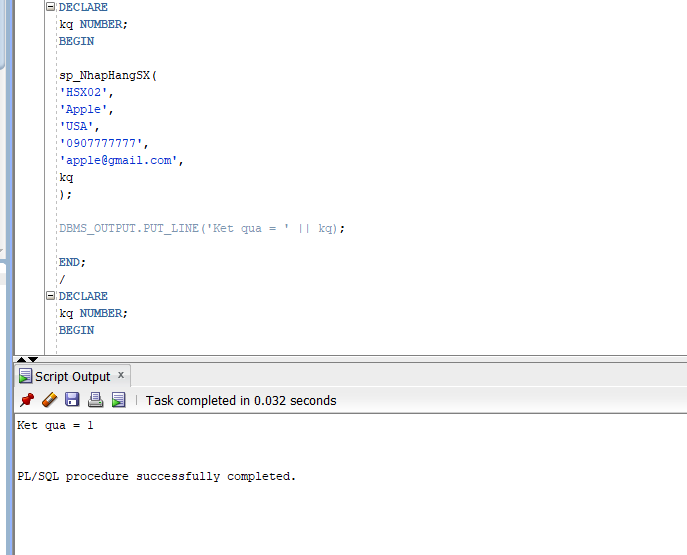 DECLARE
kq NUMBER;
BEGIN
sp_NhapHangSX(
'HSX02',
'Apple',
'USA',
'0907777777',
'apple@gmail.com',
kq
);
DBMS_OUTPUT.PUT_LINE('Ket qua = ' || kq);
END;
/
DECLARE
kq NUMBER;
BEGIN
Script Output x
Task completed in 0.032 seconds
Ket qua = 1
PL/SQL procedure successfully completed.